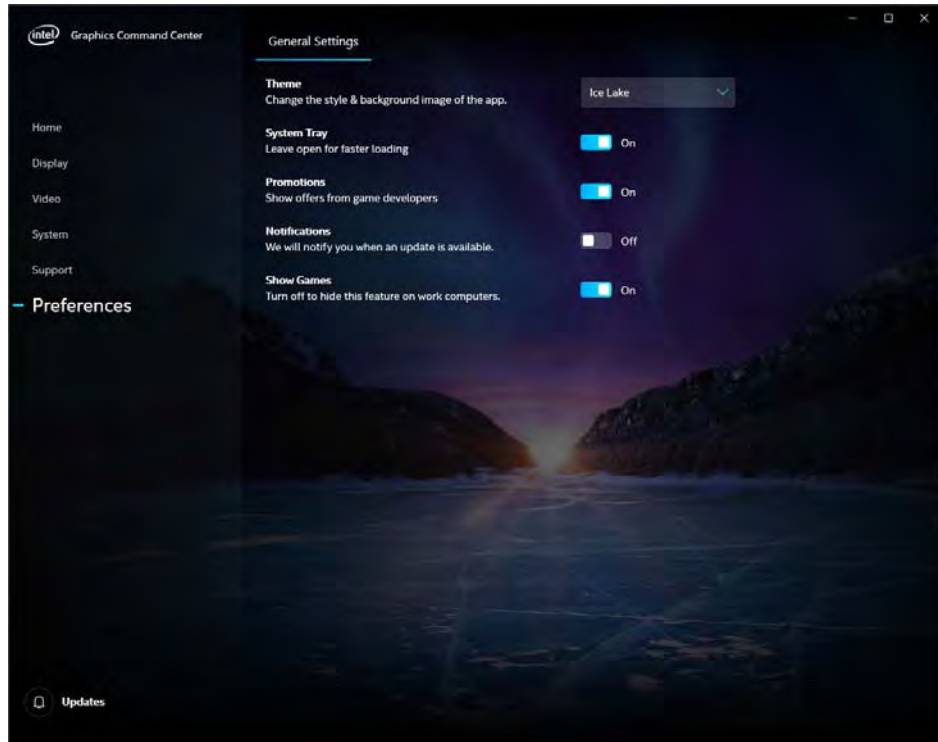 intel Graphics Command Center
General Settings
Theme
Change the style & background image of the app.
Ice Lake
Home
System Tray
Leave open for faster loading
On
Display
Promotions
Show offers from game developers
On
Video
Notifications
We will notify you when an update is available.
Off
System
Support
Show Games
Turn off to hide this feature on work computers.
On
Preferences
Updates